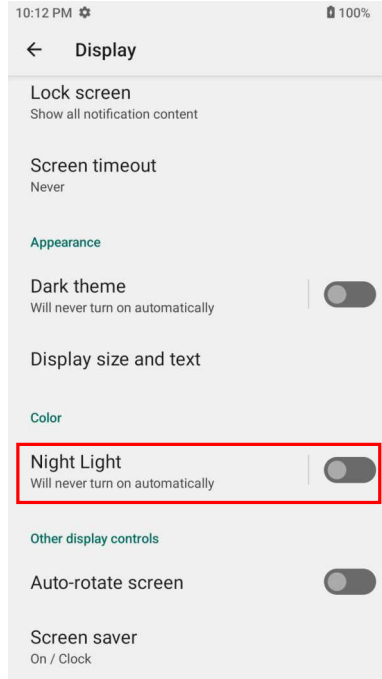 10:12 PM 100%
Display
Lock screen
Show all notification content
Screen timeout
Never
Appearance
Dark theme
Will never turn on automatically
Display size and text
Color
Night Light
Will never turn on automatically
Other display controls
Auto-rotate screen
Screen saver
On / Clock